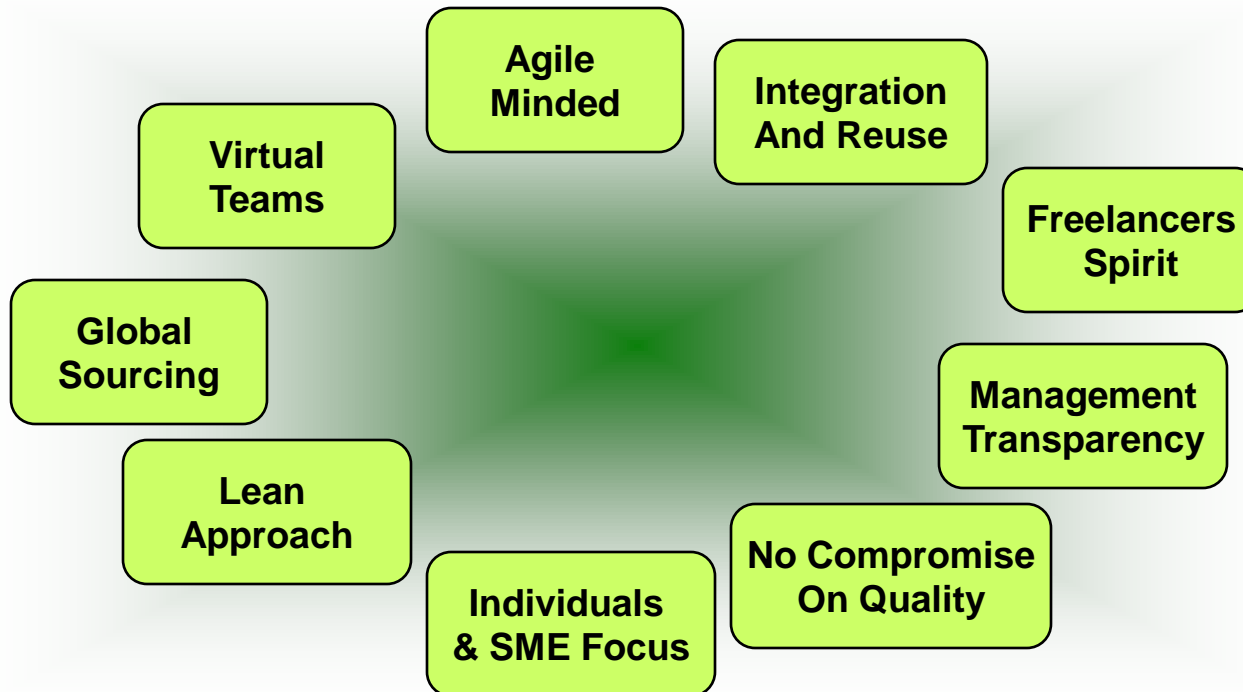 Agile
Minded
Integration
And Reuse
Virtual
Teams
Freelancers
Spirit
Global
Sourcing
Management
Transparency
Lean
Approach
No Compromise
On Quality
Individuals
& SME Focus